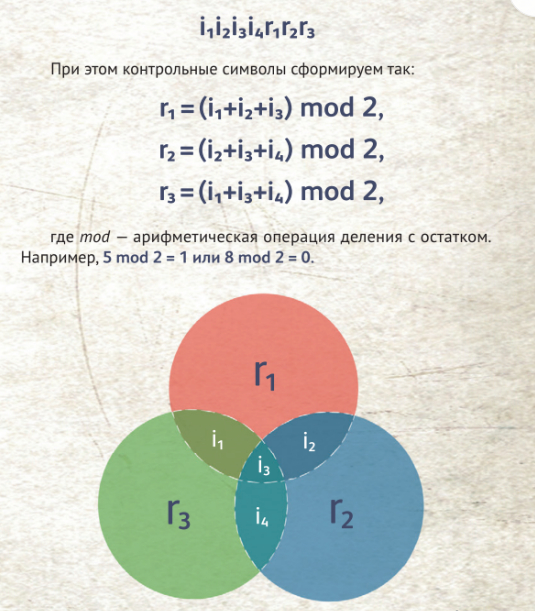 i₁i₂i₃i₄r₁r₂r₃
При этом контрольные символы сформируем так:
r₁ = (i₁+i₂+i₃) mod 2,
r₂ = (i₂+i₃+i₄) mod 2,
r₃ = (i₁+i₃+i₄) mod 2,
где mod — арифметическая операция деления с остатком.
Например, 5 mod 2 = 1 или 8 mod 2 = 0.
r₁
i₁
i₂
i₃
r₃
i₄
r₂